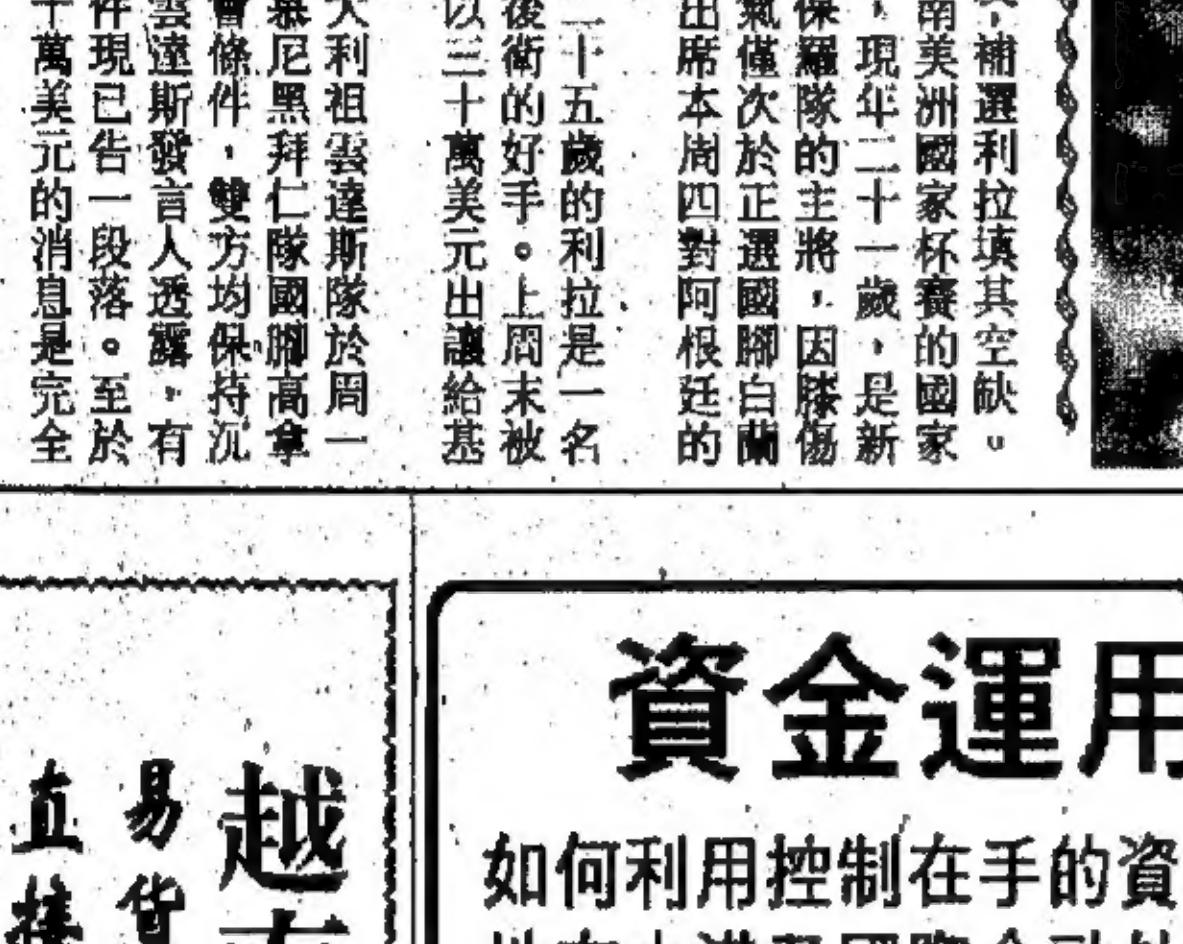 補選利拉填其空缺。
南美洲國家杯賽的國家
，現年二十一歲，是新
保羅隊的主將，因膝傷
氣僅次於正選國腳白蘭
出席本周四對阿根廷的
二十五歲的利拉是一名
後衛的好手。上周末被
以三十萬美元出讓給基
大利祖雲達斯隊於周一
慕尼黑拜仁隊國腳高拿
會條件，雙方均保持沉
雲達斯發言人透露，有
件現已告一段落。至於
十萬美元的消息是完全
資金運用
如何利用控制在手的資
越
易貨
直接